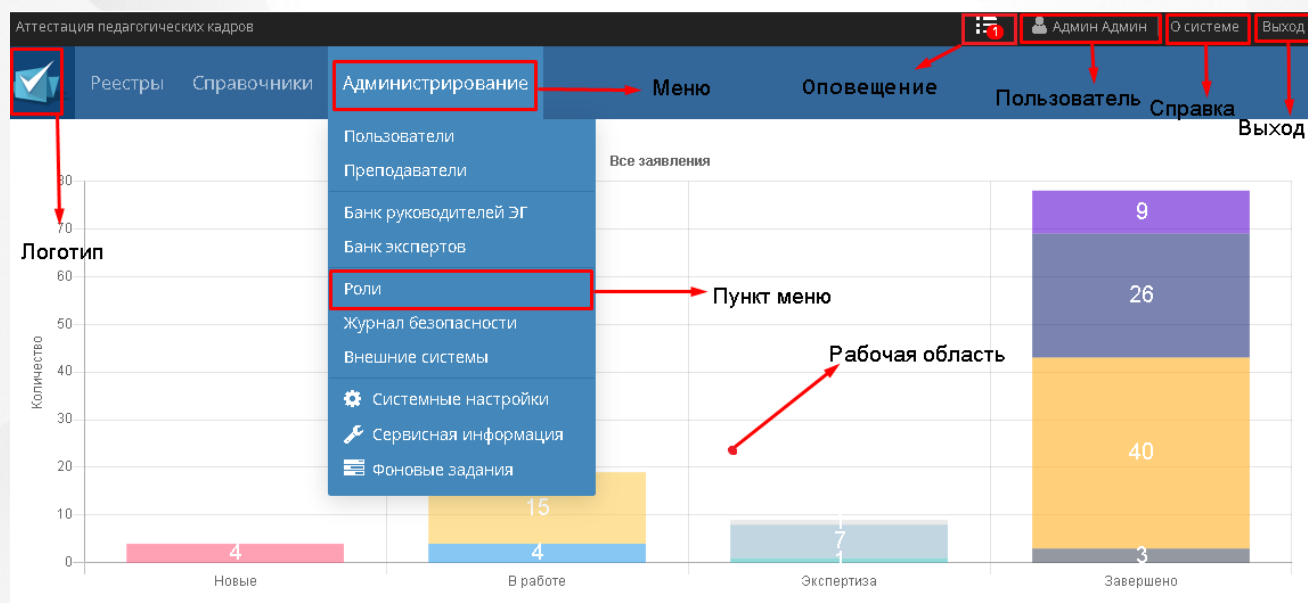 Аттестация педагогических кадров
1
Админ Админ
О системе
Выход
Реестры Справочники Администрирование
Меню
Оповещение
Пользователь
Справка
Выход
Логотип
Пользователи
Преподаватели
Банк руководителей ЭГ
Банк экспертов
Роли
Журнал безопасности
Внешние системы
Системные настройки
Сервисная информация
Фоновые задания
Пункт меню
Рабочая область
Все заявления
Количество
80
70
60
50
40
30
20
10
0
4
15
4
1
7
1
9
26
40
3
Новые
В работе
Экспертиза
Завершено